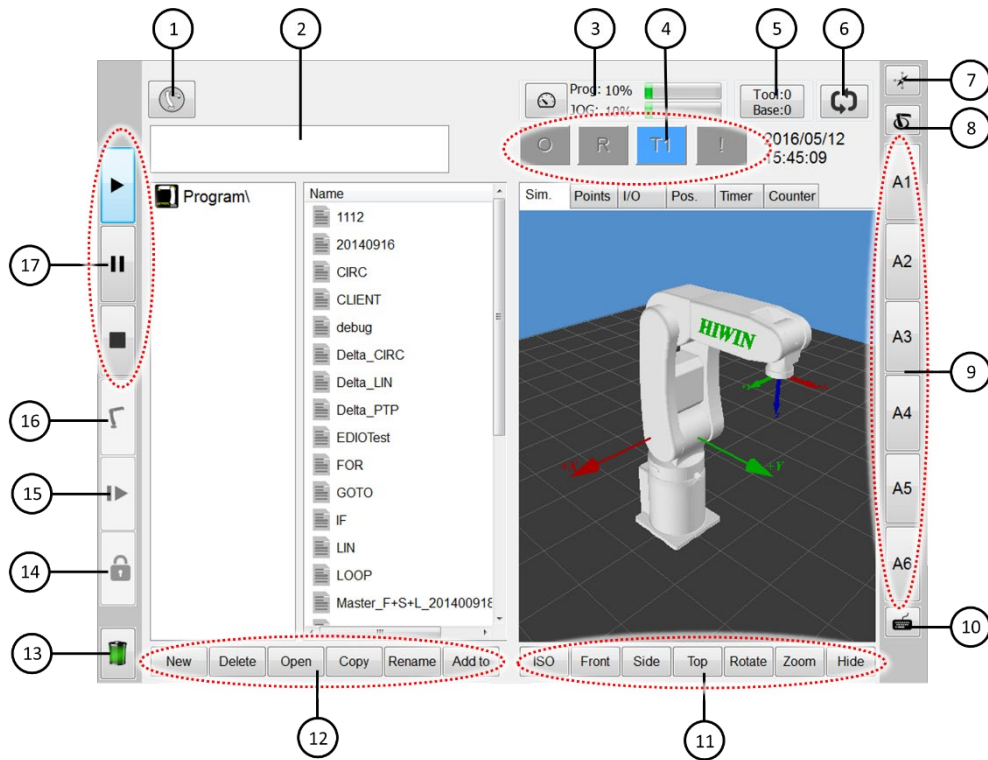 1
2
3
4
5
6
Prog: 10%
JOG: 10%
Tool:0
Base:0
7
8
O
R
T1
!
2016/05/12
15:45:09
Program\
Name
1112
20140916
CIRC
CLIENT
debug
Delta_CIRC
Delta_LIN
Delta_PTP
EDIOTest
FOR
GOTO
IF
LIN
LOOP
Master_F+S+L_201400918
Sim.
Points
I/O
Pos.
Timer
Counter
HIWIN
+X
+Y
A1
A2
A3
A4
A5
A6
9
10
17
16
15
14
13
New
Delete
Open
Copy
Rename
Add to
ISO
Front
Side
Top
Rotate
Zoom
Hide
12
11